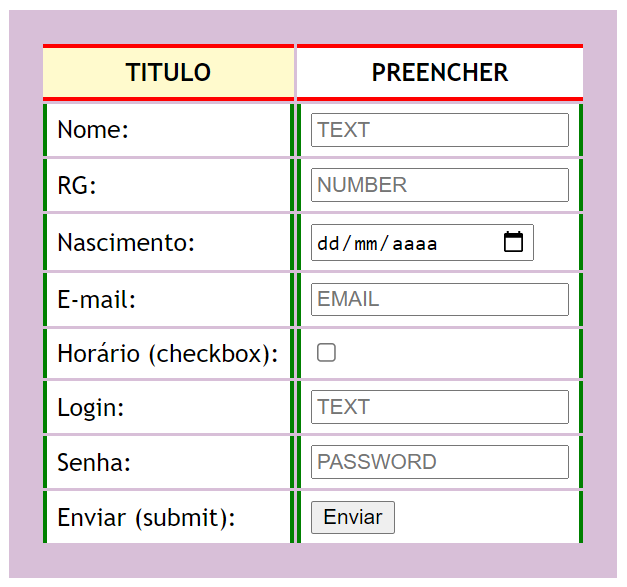 TITULO PREENCHER
Nome: TEXT
RG: NUMBER
Nascimento: dd/mm/aaaa
E-mail: EMAIL
Horário (checkbox):
Login: TEXT
Senha: PASSWORD
Enviar (submit): Enviar